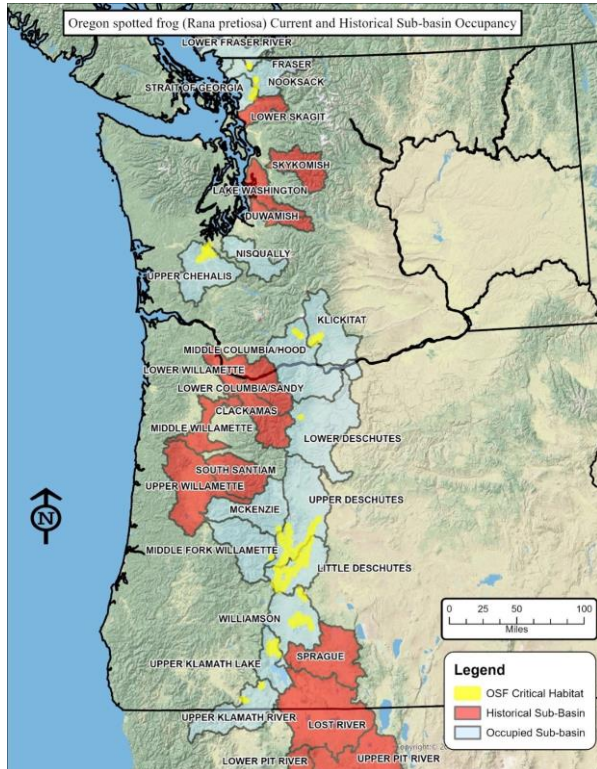 Oregon spotted frog (Rana pretiosa) Current and Historical Sub-basin Occupancy
LOWER FRASER RIVER
FRASER
NOOKSACK
STRAIT OF GEORGIA
LOWER SKAGIT
SKYKOMISH
LAKE WASHINGTON
DUWAMISH
NISQUALLY
UPPER CHEHALIS
KLICKITAT
MIDDLE COLUMBIA/HOOD
LOWER WILLAMETTE
LOWER COLUMBIA/SANDY
CLACKAMAS
MIDDLE WILLAMETTE
LOWER DESCHUTES
SOUTH SANTIAM
UPPER WILLAMETTE
UPPER DESCHUTES
MCKENZIE
N
MIDDLE FORK WILLAMETTE
LITTLE DESCHUTES
WILLIAMSON
0 25 50 100
Miles
SPRAGUE
UPPER KLAMATH LAKE
Legend
OSF Critical Habitat
Historical Sub-Basin
Occupied Sub-basin
UPPER KLAMATH RIVER
LOST RIVER
LOWER PIT RIVER
UPPER PIT RIVER